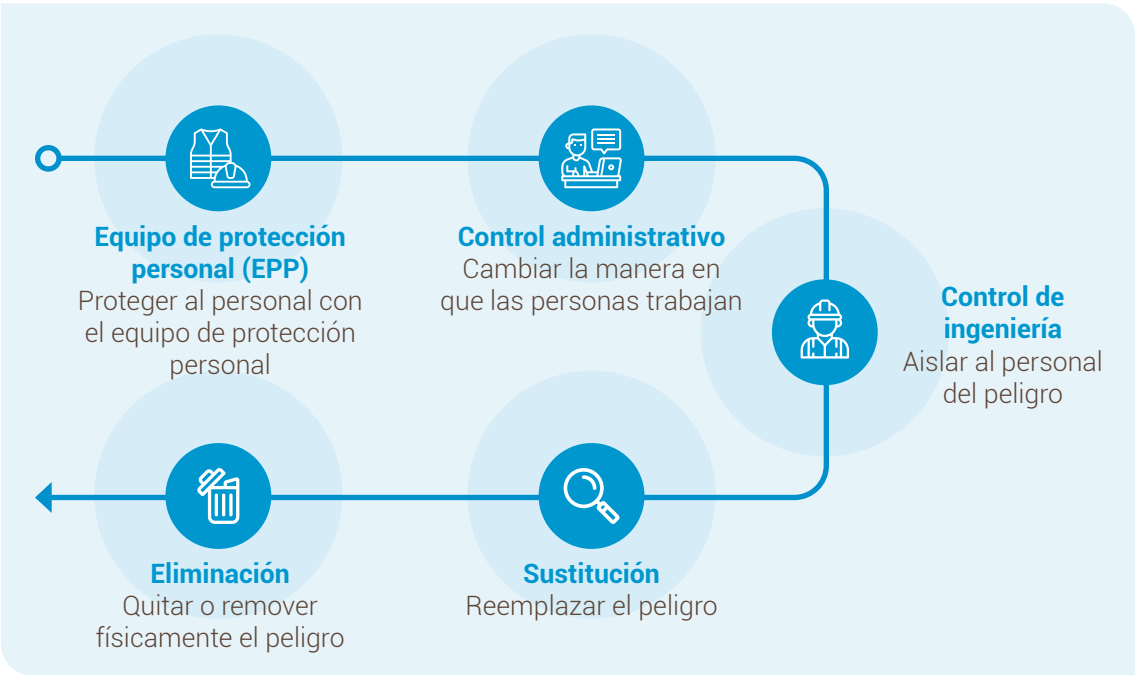 Equipo de protección
personal (EPP)
Proteger al personal con
el equipo de protección
personal
Control administrativo
Cambiar la manera en
que las personas trabajan
Control de
ingeniería
Aislar al personal
del peligro
Sustitución
Reemplazar el peligro
Eliminación
Quitar o remover
físicamente el peligro